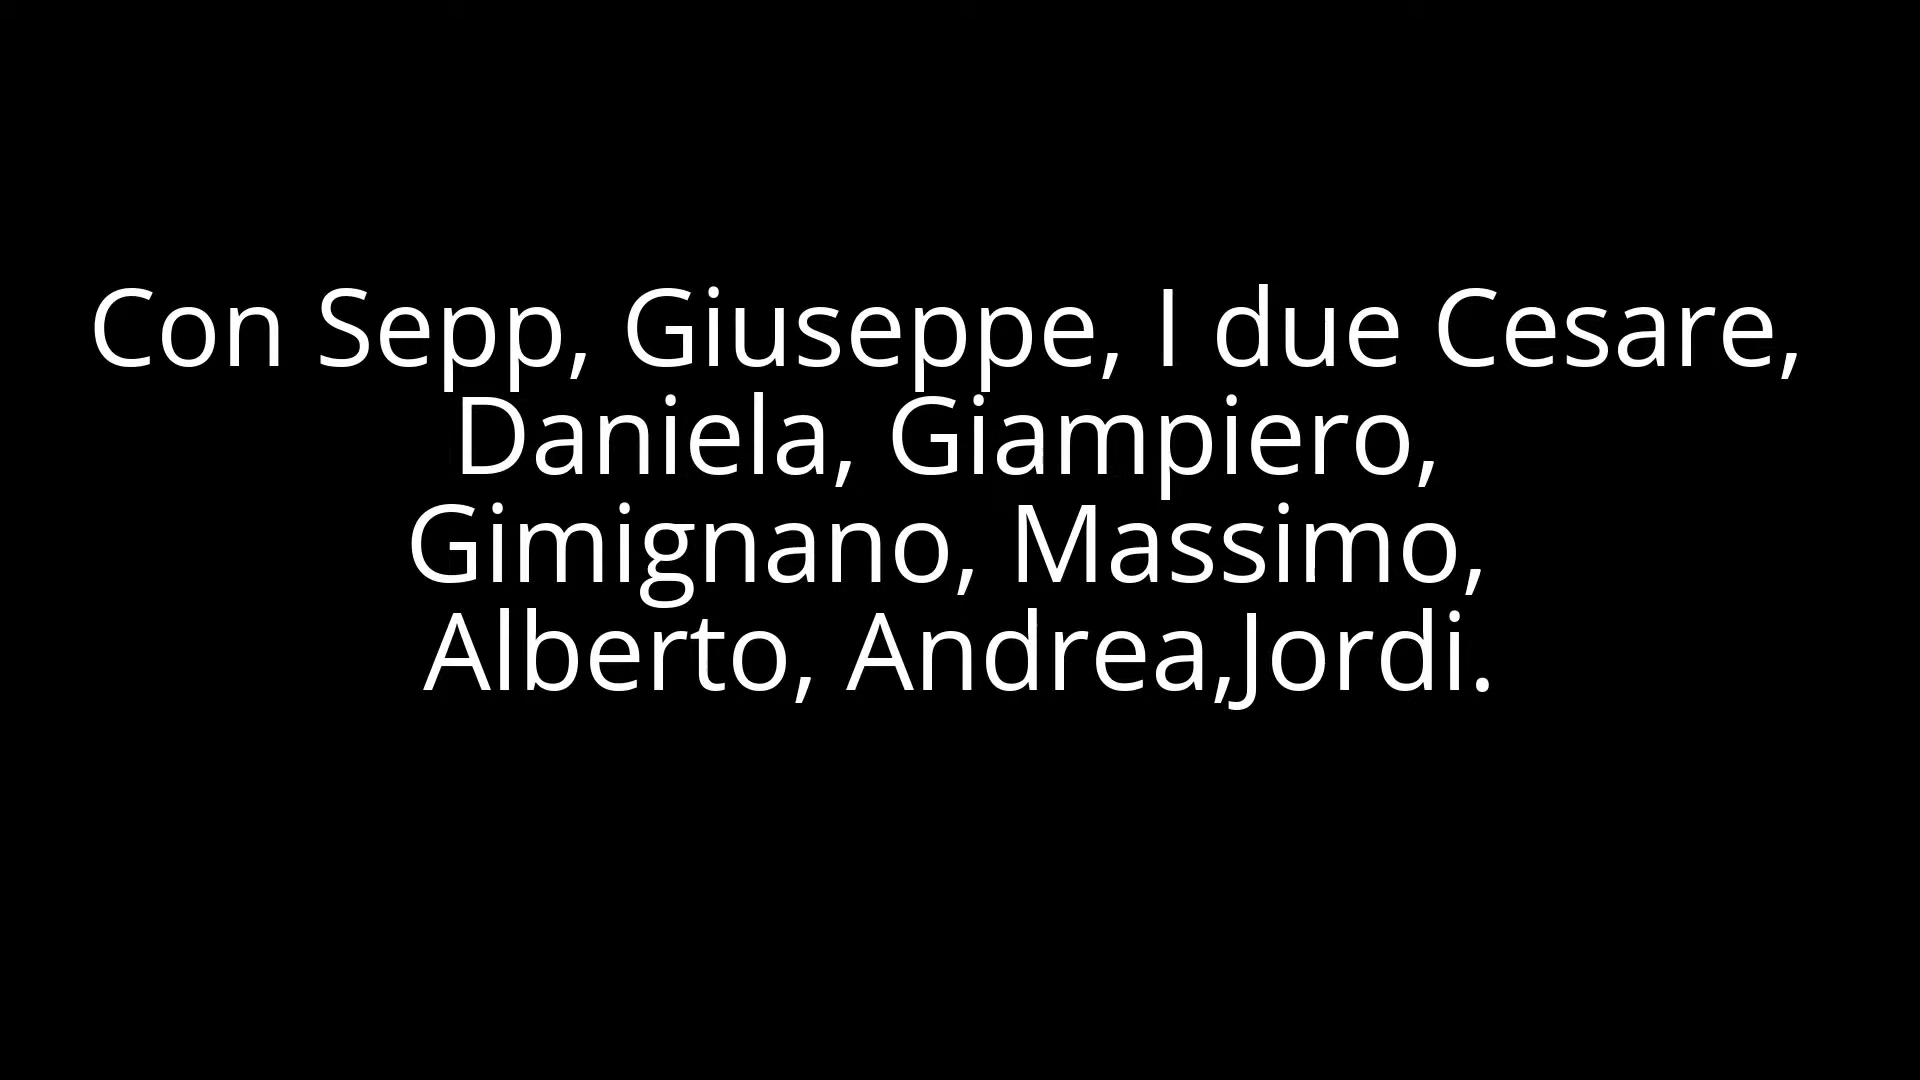 Con Sepp, Giuseppe, I due Cesare,
Daniela, Giampiero,
Gimignano, Massimo,
Alberto, Andrea,Jordi.